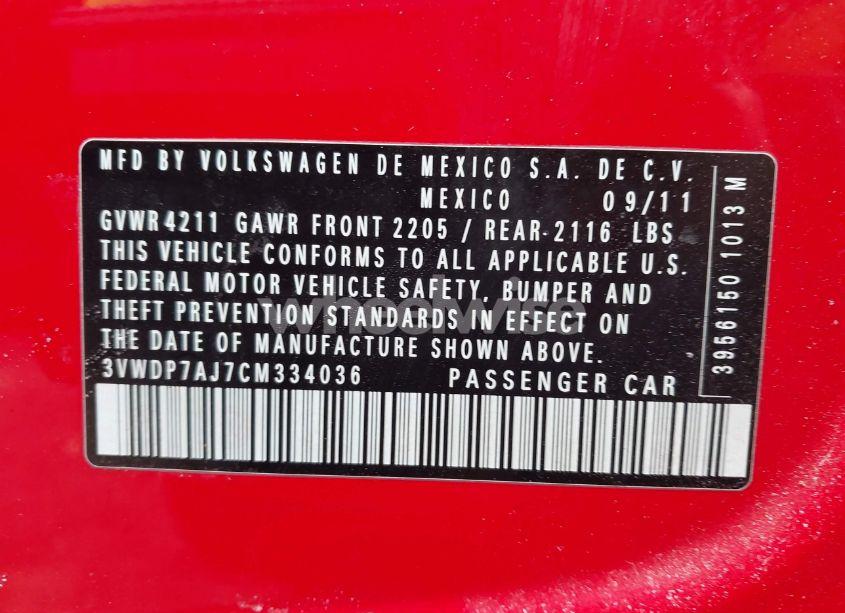 MFD BY VOLKSWAGEN DE MEXICO S.A. DE C.V.
MEXICO 09/11
GVWR 4211 GAWR FRONT 2205 / REAR-2116 LBS
THIS VEHICLE CONFORMS TO ALL APPLICABLE U.S.
FEDERAL MOTOR VEHICLE SAFETY, BUMPER AND
THEFT PREVENTION STANDARDS IN EFFECT ON
THE DATE OF MANUFACTURE SHOWN ABOVE.
3VWDP7AJ7CM334036 PASSENGER CAR
3956150 1013 M
wheelwise